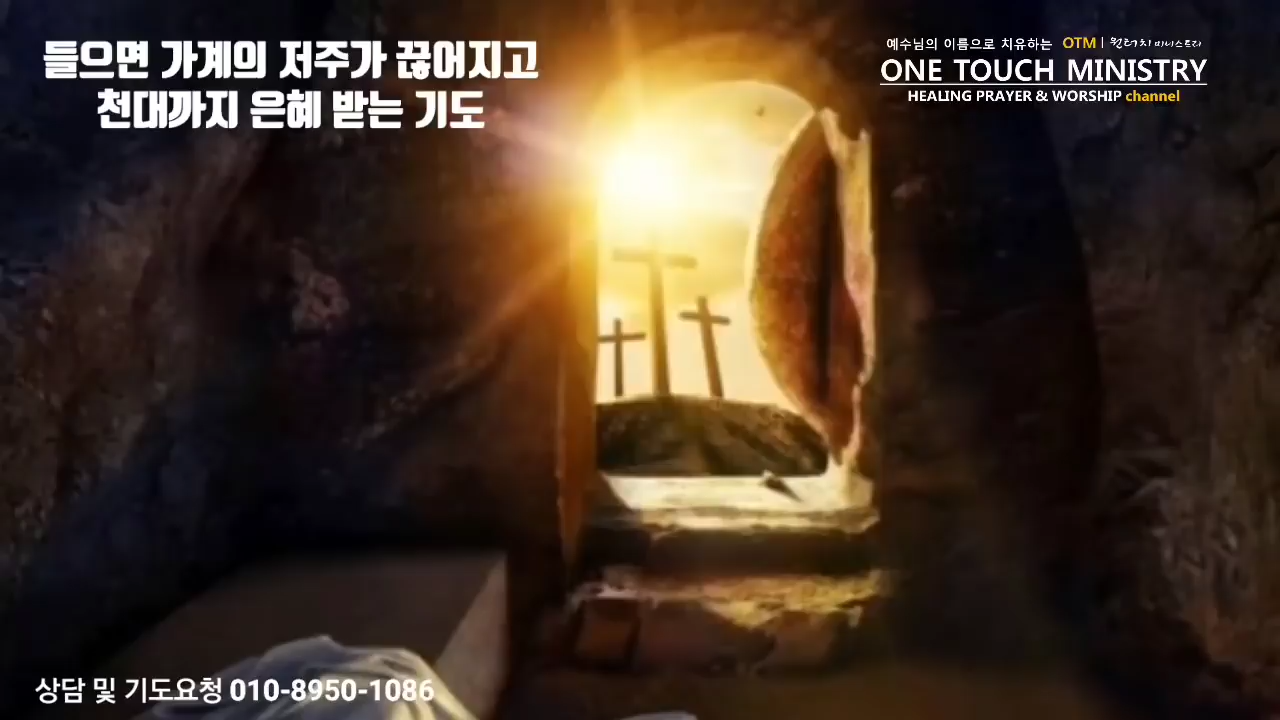 들으면 가계의 저주가 끊어지고
천대까지 은혜 받는 기도
예수님의 이름으로 치유하는 OTM | 원터치 미니스트리
ONE TOUCH MINISTRY
HEALING PRAYER & WORSHIP channel
상담 및 기도요청 010-8950-1086